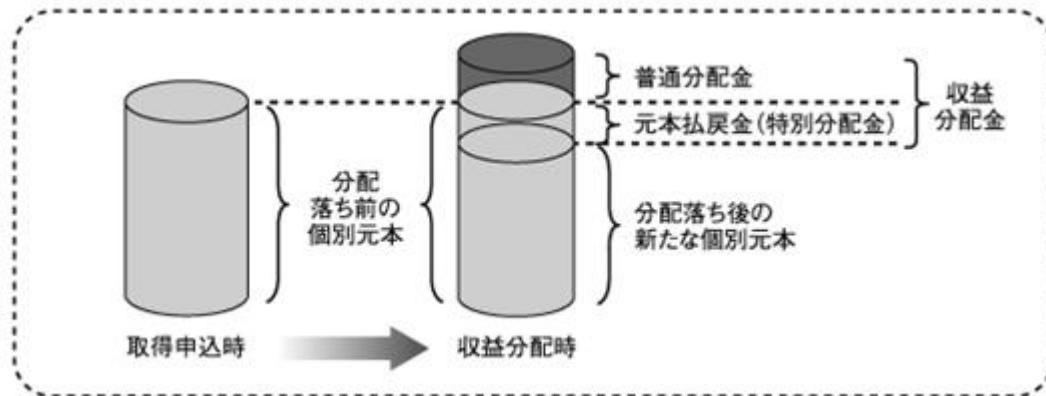 普通分配金
元本払戻金(特別分配金)
収益
分配金
分配
落ち前の
個別元本
分配落ち後の
新たな個別元本
取得申込時
収益分配時